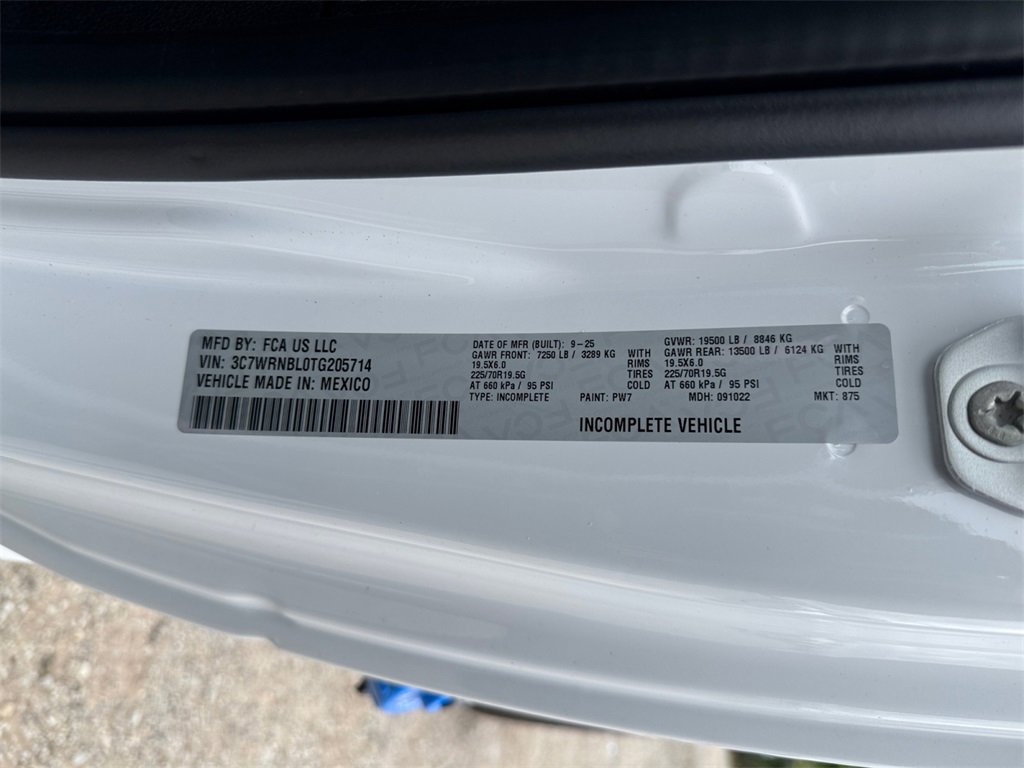 MFD BY: FCA US LLC
VIN: 3C7WRNBL0TG205714
VEHICLE MADE IN: MEXICO
DATE OF MFR (BUILT): 9-25
GAWR FRONT: 7250 LB / 3289 KG WITH
19.5X6.0 RIMS
225/70R19.5G TIRES
AT 660 kPa / 95 PSI COLD
TYPE: INCOMPLETE
GVWR: 19500 LB / 8846 KG
GAWR REAR: 13500 LB / 6124 KG WITH
19.5X6.0 RIMS
225/70R19.5G TIRES
AT 660 kPa / 95 PSI COLD
PAINT: PW7 MDH: 091022 MKT: 875
INCOMPLETE VEHICLE